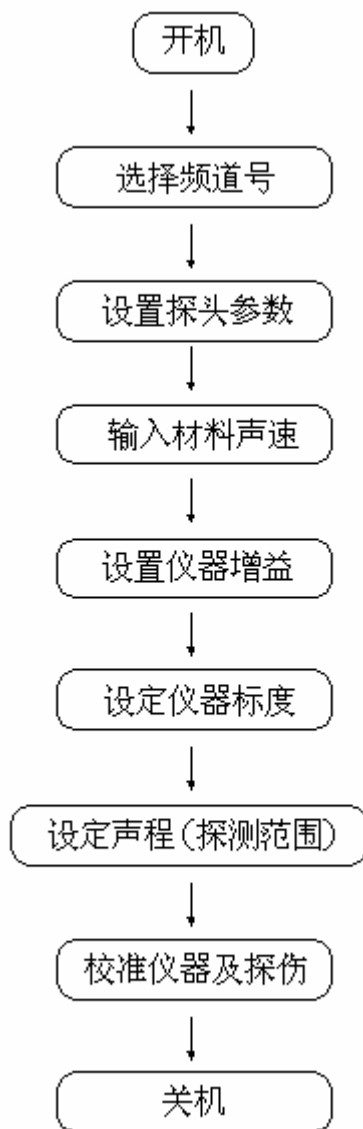 开机
选择频道号
设置探头参数
输入材料声速
设置仪器增益
设定仪器标度
设定声程(探测范围)
校准仪器及探伤
关机